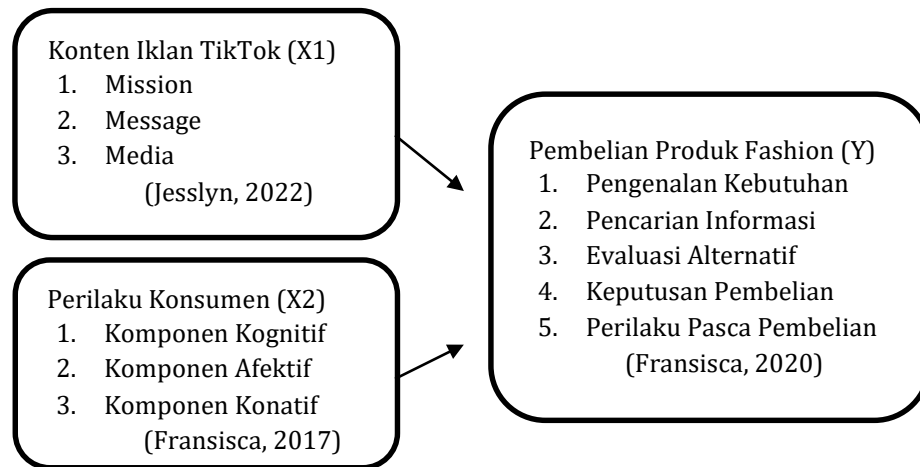 Konten Iklan TikTok (X1)
1. Mission
2. Message
3. Media
(Jesslyn, 2022)
Perilaku Konsumen (X2)
1. Komponen Kognitif
2. Komponen Afektif
3. Komponen Konatif
(Fransisca, 2017)
Pembelian Produk Fashion (Y)
1. Pengenalan Kebutuhan
2. Pencarian Informasi
3. Evaluasi Alternatif
4. Keputusan Pembelian
5. Perilaku Pasca Pembelian
(Fransisca, 2020)